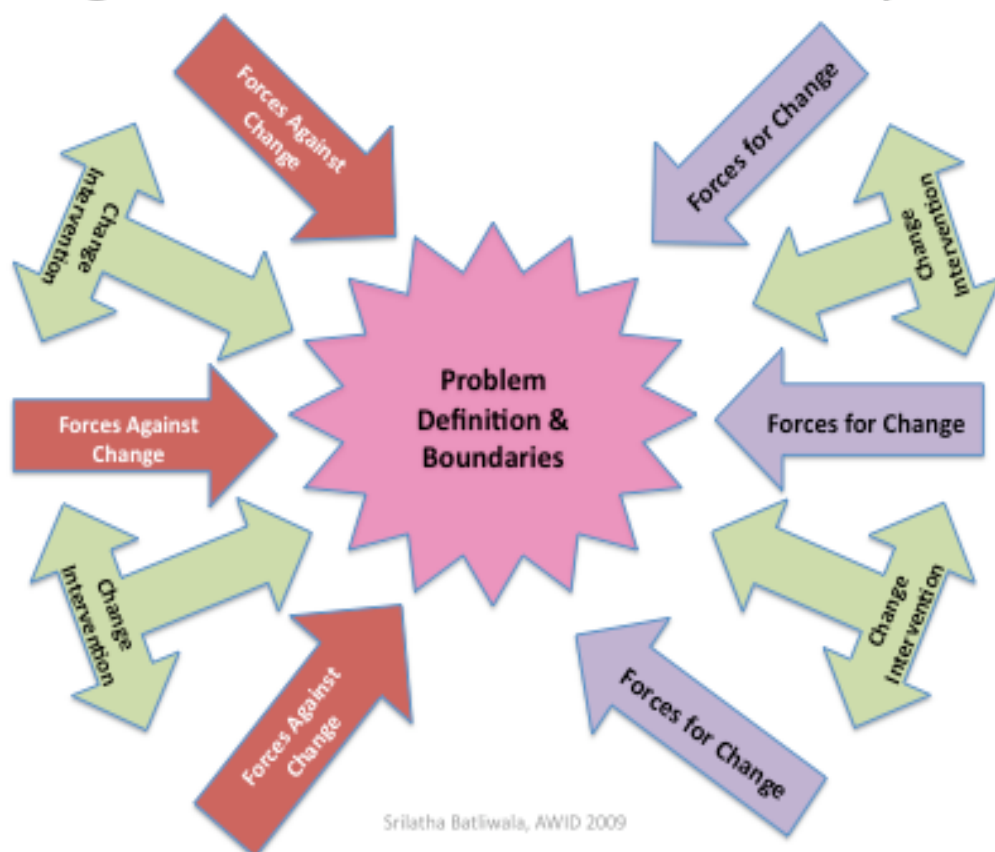 Forces Against
Change
Forces for Change
Change
Intervention
Change
Intervention
Problem
Definition &
Boundaries
Forces Against
Change
Forces for Change
Change
Intervention
Change
Intervention
Forces Against
Change
Forces for Change
Srilatha Batliwala, AWID 2009